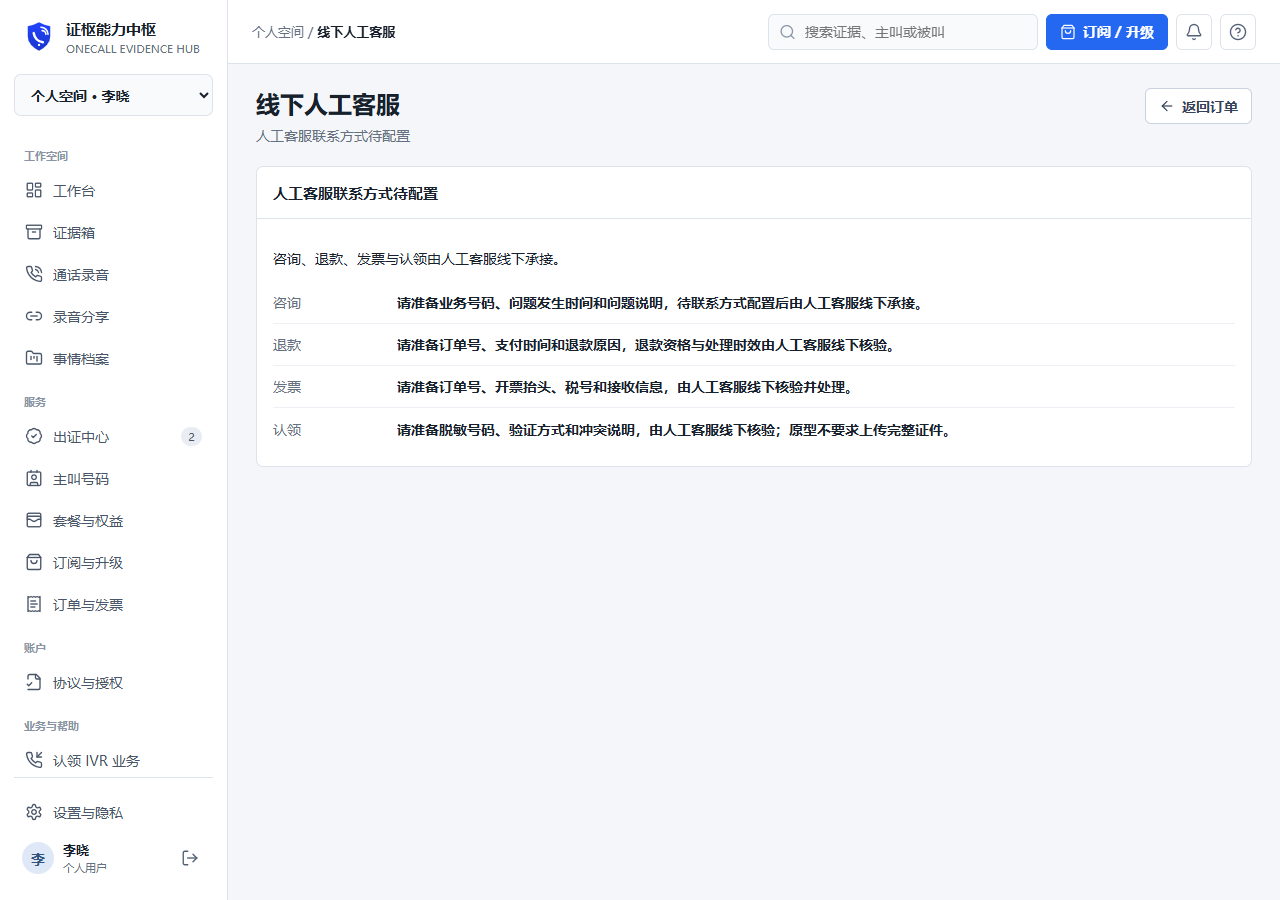 证枢能力中枢
ONECALL EVIDENCE HUB
个人空间 • 李晓
工作空间
工作台
证据箱
通话录音
录音分享
事情档案
服务
出证中心
2
主叫号码
套餐与权益
订阅与升级
订单与发票
账户
协议与授权
业务与帮助
认领 IVR 业务
设置与隐私
李
李晓
个人用户
个人空间 / 线下人工客服
搜索证据、主叫或被叫
订阅 / 升级
线下人工客服
人工客服联系方式待配置
返回订单
人工客服联系方式待配置
咨询、退款、发票与认领由人工客服线下承接。
咨询 请准备业务号码、问题发生时间和问题说明，待联系方式配置后由人工客服线下承接。
退款 请准备订单号、支付时间和退款原因，退款资格与处理时效由人工客服线下核验。
发票 请准备订单号、开票抬头、税号和接收信息，由人工客服线下核验并处理。
认领 请准备脱敏号码、验证方式和冲突说明，由人工客服线下核验；原型不要求上传完整证件。